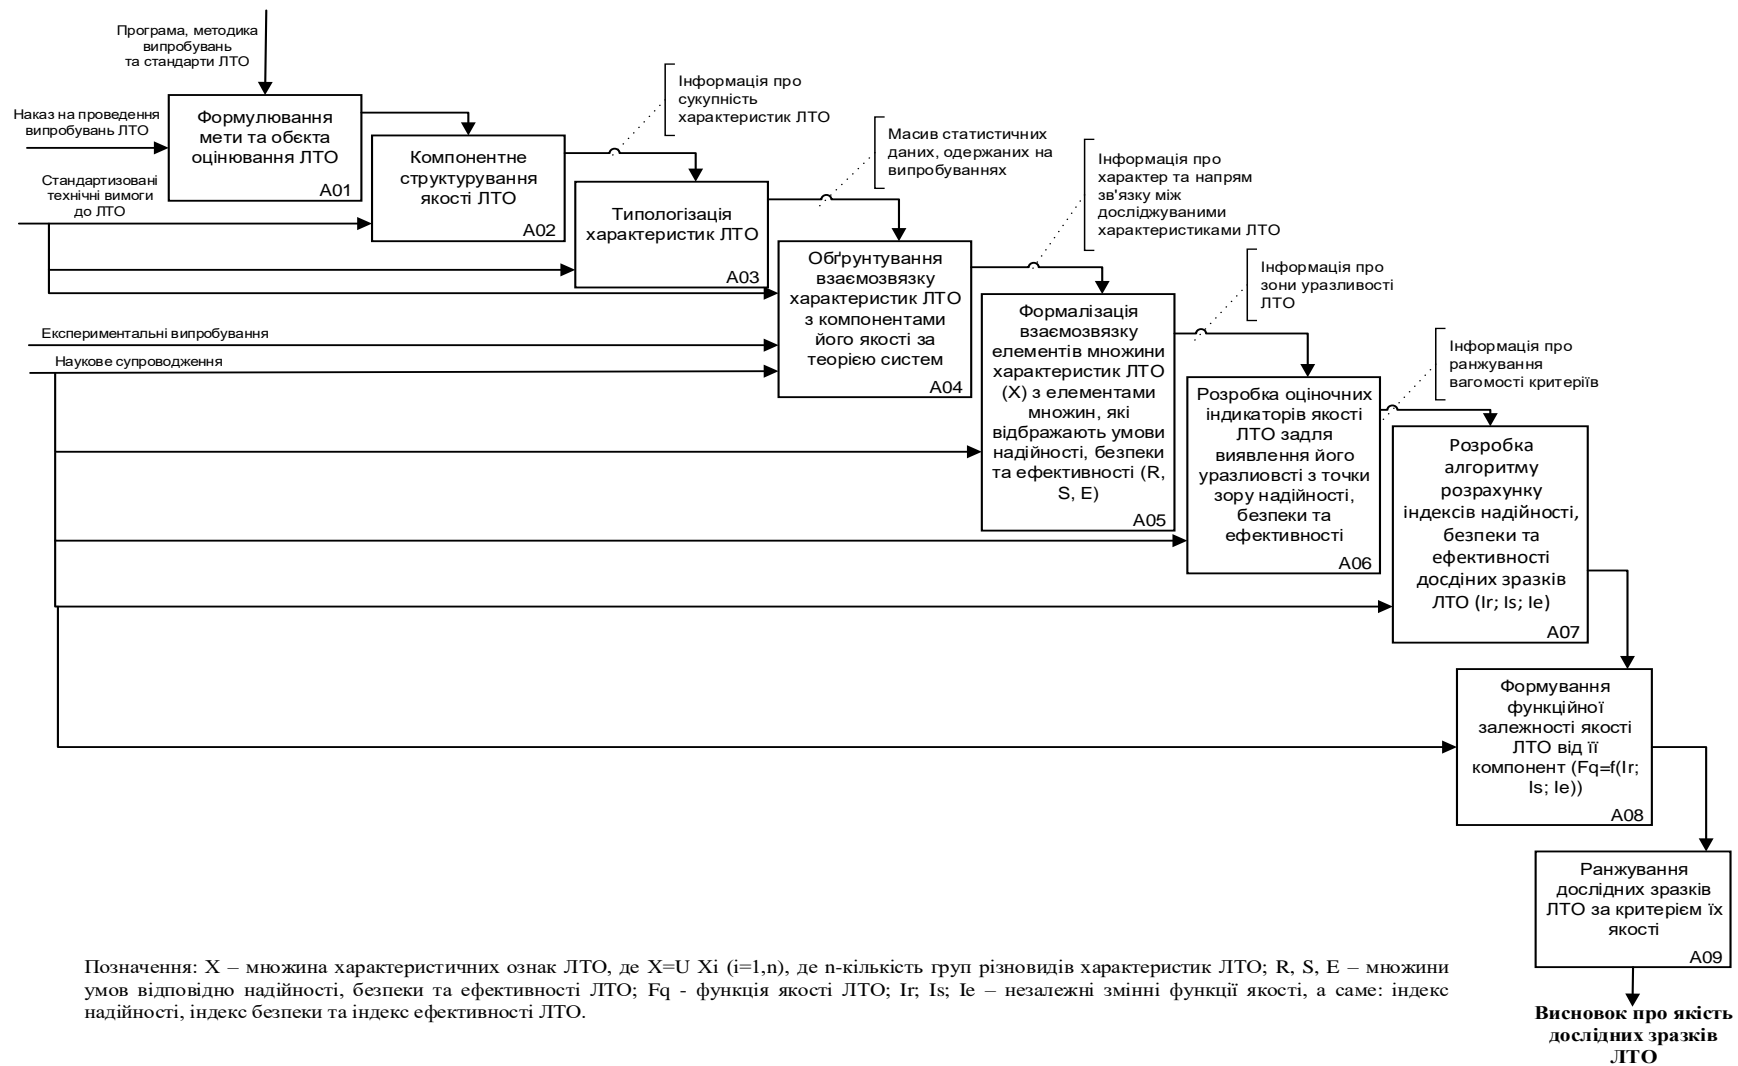 Програма, методика
випробувань
та стандарти ЛТО
Наказ на проведення
випробувань ЛТО
Формулювання
мети та обєкта
оцінювання ЛТО
A01
Стандартизовані
технічні вимоги
до ЛТО
Компонентне
структурування
якості ЛТО
A02
Інформація про
сукупність
характеристик ЛТО
Типологізація
характеристик ЛТО
A03
Масив статистичних
даних, одержаних на
випробуваннях
Обґрунтування
взаємозвязку
характеристик ЛТО
з компонентами
його якості за
теорією систем
A04
Експериментальні випробування
Наукове супроводження
Інформація про
характер та напрям
зв'язку між
досліджуваними
характеристиками ЛТО
Формалізація
взаємозвязку
елементів множини
характеристик ЛТО
(X) з елементами
множин, які
відбражають умови
надійності, безпеки
та ефективності (R,
S, E)
A05
Інформація про
зони уразливості
ЛТО
Розробка оціночних
індикаторів якості
ЛТО задля
виявлення його
уразлиовсті з точки
зору надійності,
безпеки та
ефективності
A06
Інформація про
ранжування
вагомості критеріїв
Розробка
алгоритму
розрахунку
індексів надійності,
безпеки та
ефективності
досдіних зразків
ЛТО (Ir; Is; Ie)
A07
Формування
функційної
залежності якості
ЛТО від її
компонент (Fq=f(Ir;
Is; Ie))
A08
Ранжування
дослідних зразків
ЛТО за критерієм їх
якості
A09
Висновок про якість
дослідних зразків
ЛТО
Позначення: X – множина характеристичних ознак ЛТО, де X=U Xi (i=1,n), де n-кількість груп різновидів характеристик ЛТО; R, S, E – множини
умов відповідно надійності, безпеки та ефективності ЛТО; Fq - функція якості ЛТО; Ir; Is; Ie – незалежні змінні функції якості, а саме: індекс
надійності, індекс безпеки та індекс ефективності ЛТО.